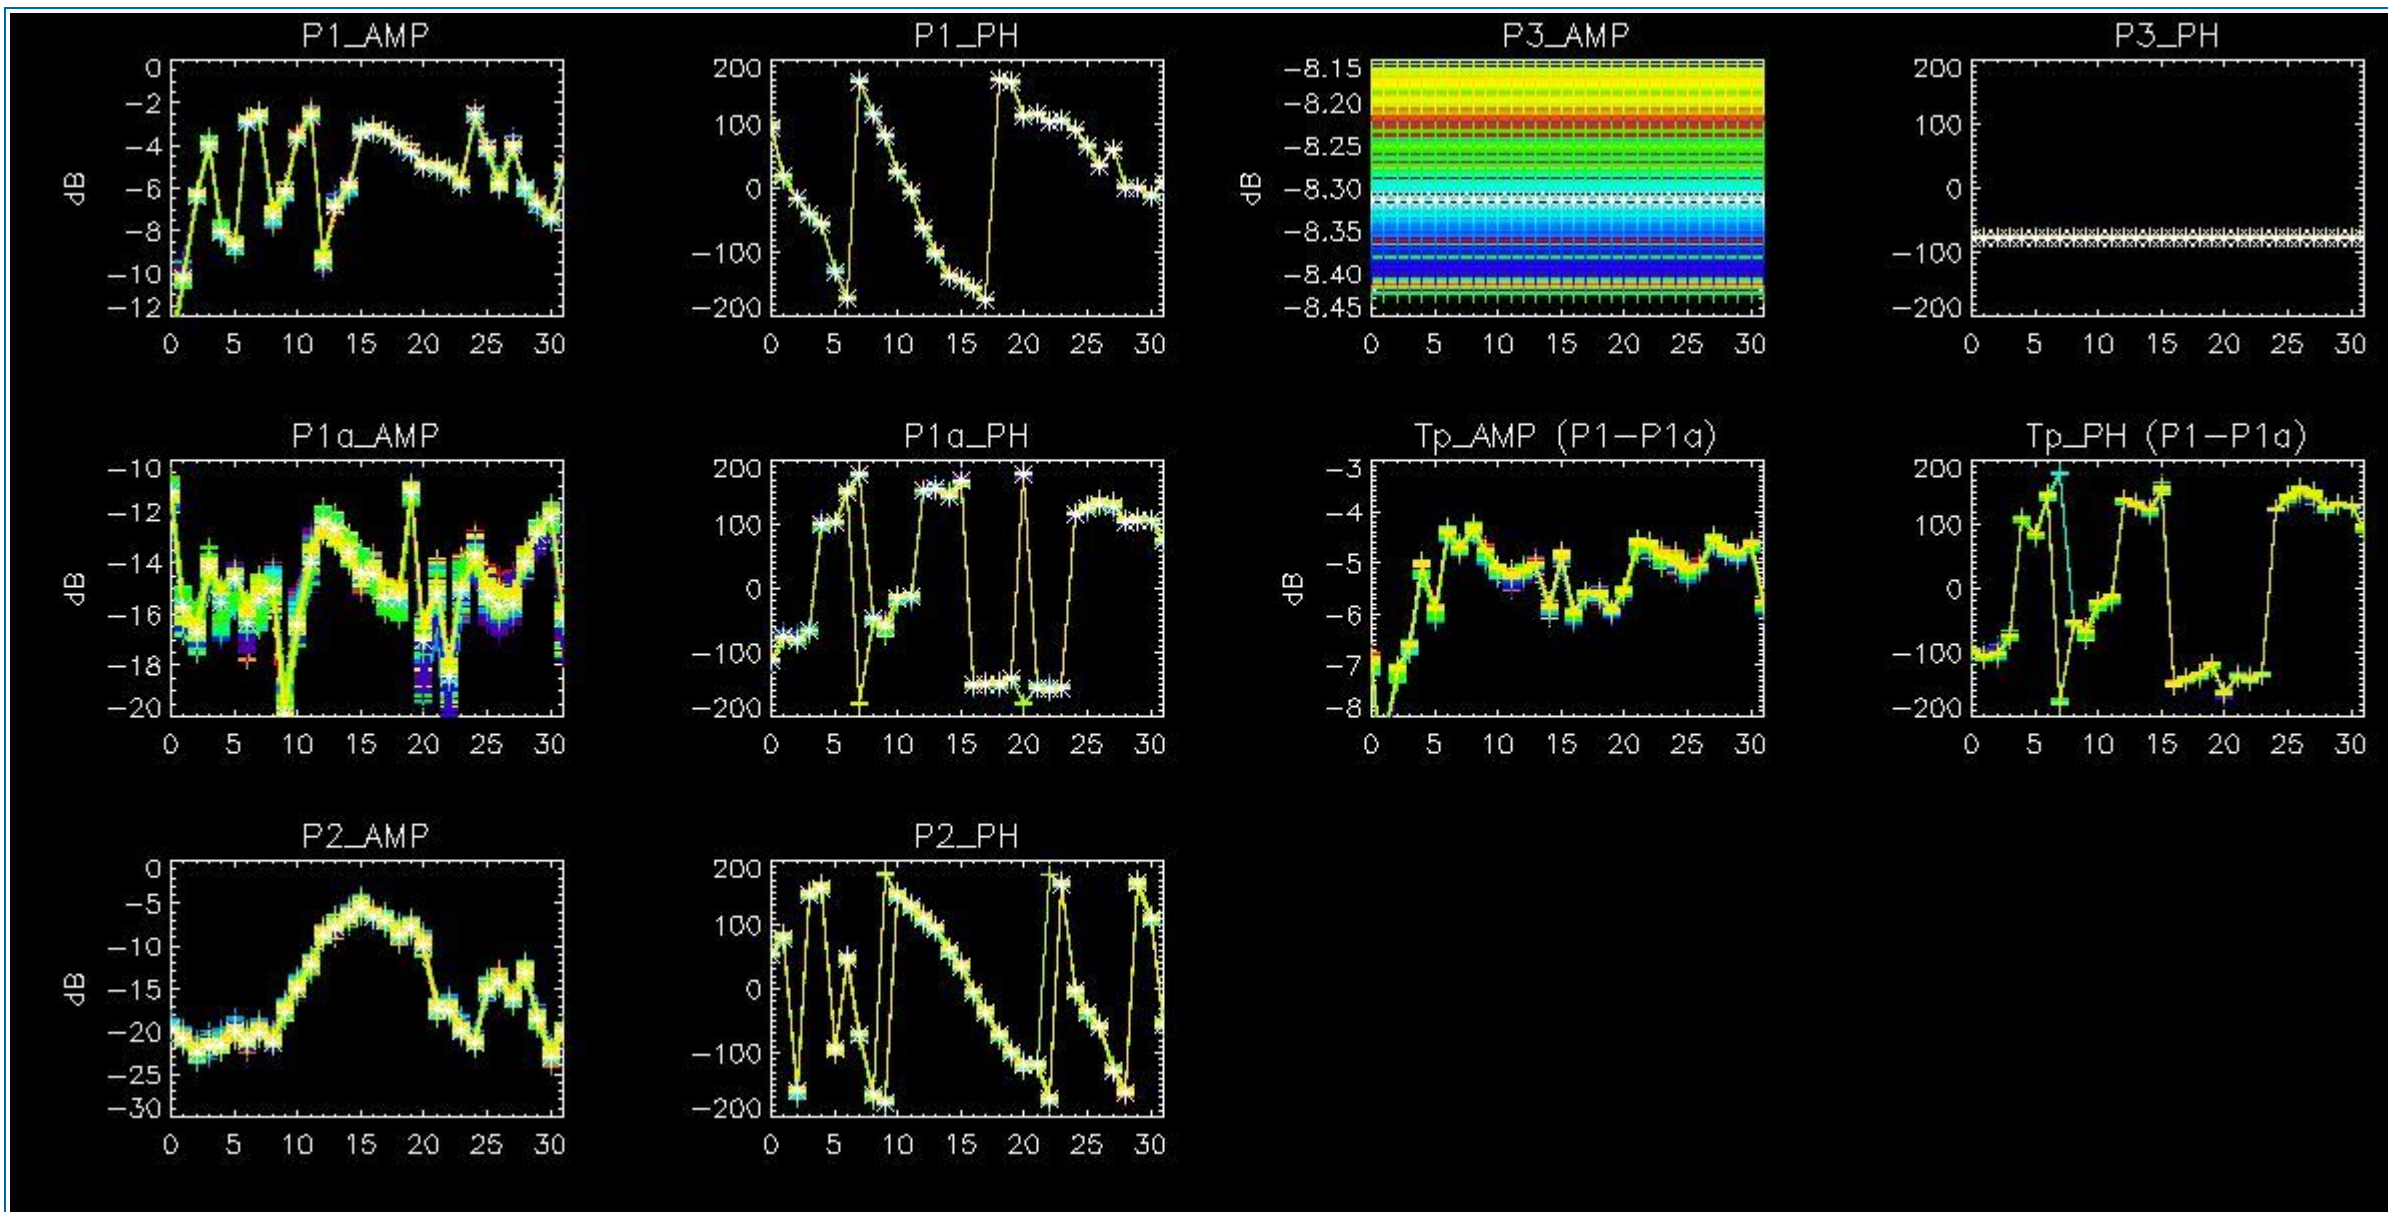 P1_AMP
0
−2
−4
−6
−8
−10
−12
dB
0 5 10 15 20 25 30
P1_PH
200
100
0
−100
−200
0 5 10 15 20 25 30
P3_AMP
−8.15
−8.20
−8.25
−8.30
−8.35
−8.40
−8.45
dB
0 5 10 15 20 25 30
P3_PH
200
100
0
−100
−200
0 5 10 15 20 25 30
P1a_AMP
−10
−12
−14
−16
−18
−20
dB
0 5 10 15 20 25 30
P1a_PH
200
100
0
−100
−200
0 5 10 15 20 25 30
Tp_AMP (P1−P1a)
−3
−4
−5
−6
−7
−8
dB
0 5 10 15 20 25 30
Tp_PH (P1−P1a)
200
100
0
−100
−200
0 5 10 15 20 25 30
P2_AMP
0
−5
−10
−15
−20
−25
−30
dB
0 5 10 15 20 25 30
P2_PH
200
100
0
−100
−200
0 5 10 15 20 25 30